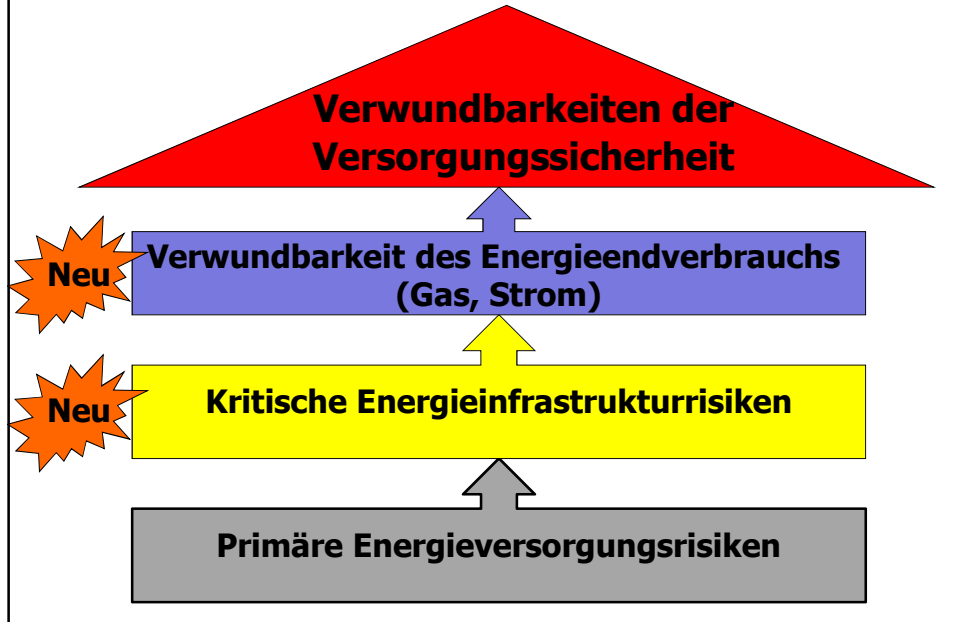 Verwundbarkeiten der
Versorgungssicherheit
Neu
Verwundbarkeit des Energieendverbrauchs
(Gas, Strom)
Neu
Kritische Energieinfrastrukturrisiken
Primäre Energieversorgungsrisiken